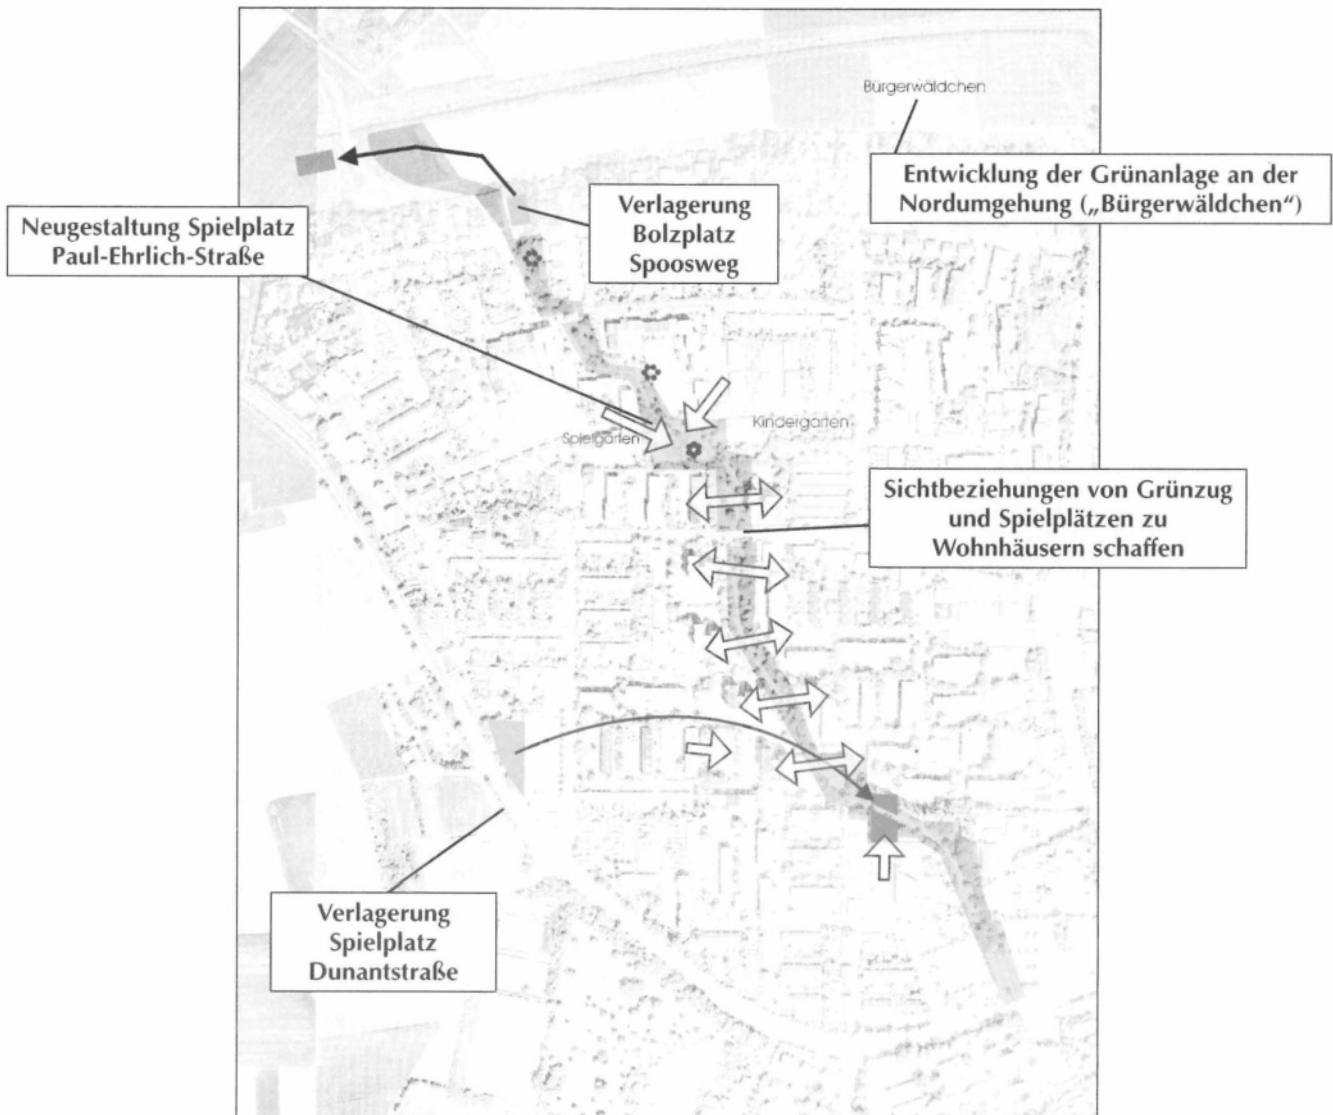 Bürgerwäldchen
Entwicklung der Grünanlage an der
Nordumgehung („Bürgerwäldchen“)
Verlagerung
Bolzplatz
Spoosweg
Neugestaltung Spielplatz
Paul-Ehrlich-Straße
Kindergarten
Spielgarten
Sichtbeziehungen von Grünzug
und Spielplätzen zu
Wohnhäusern schaffen
Verlagerung
Spielplatz
Dunantstraße